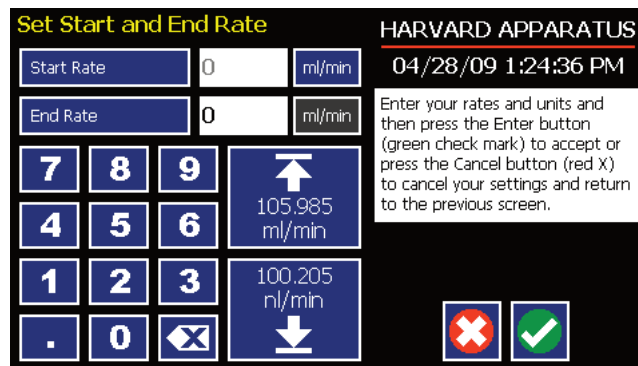 Set Start and End Rate
HARVARD APPARATUS
04/28/09 1:24:36 PM
Start Rate 0 ml/min
End Rate 0 ml/min
Enter your rates and units and
then press the Enter button
(green check mark) to accept or
press the Cancel button (red X)
to cancel your settings and return
to the previous screen.
7 8 9
4 5 6
1 2 3
. 0
105.985
ml/min
100.205
nl/min